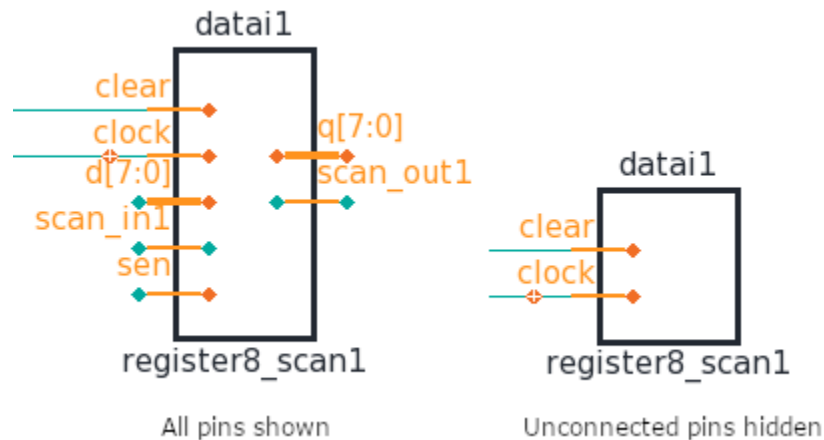 datai1
clear
clock
d[7:0]
scan_in1
sen
q[7:0]
scan_out1
register8_scan1
All pins shown
datai1
clear
clock
register8_scan1
Unconnected pins hidden